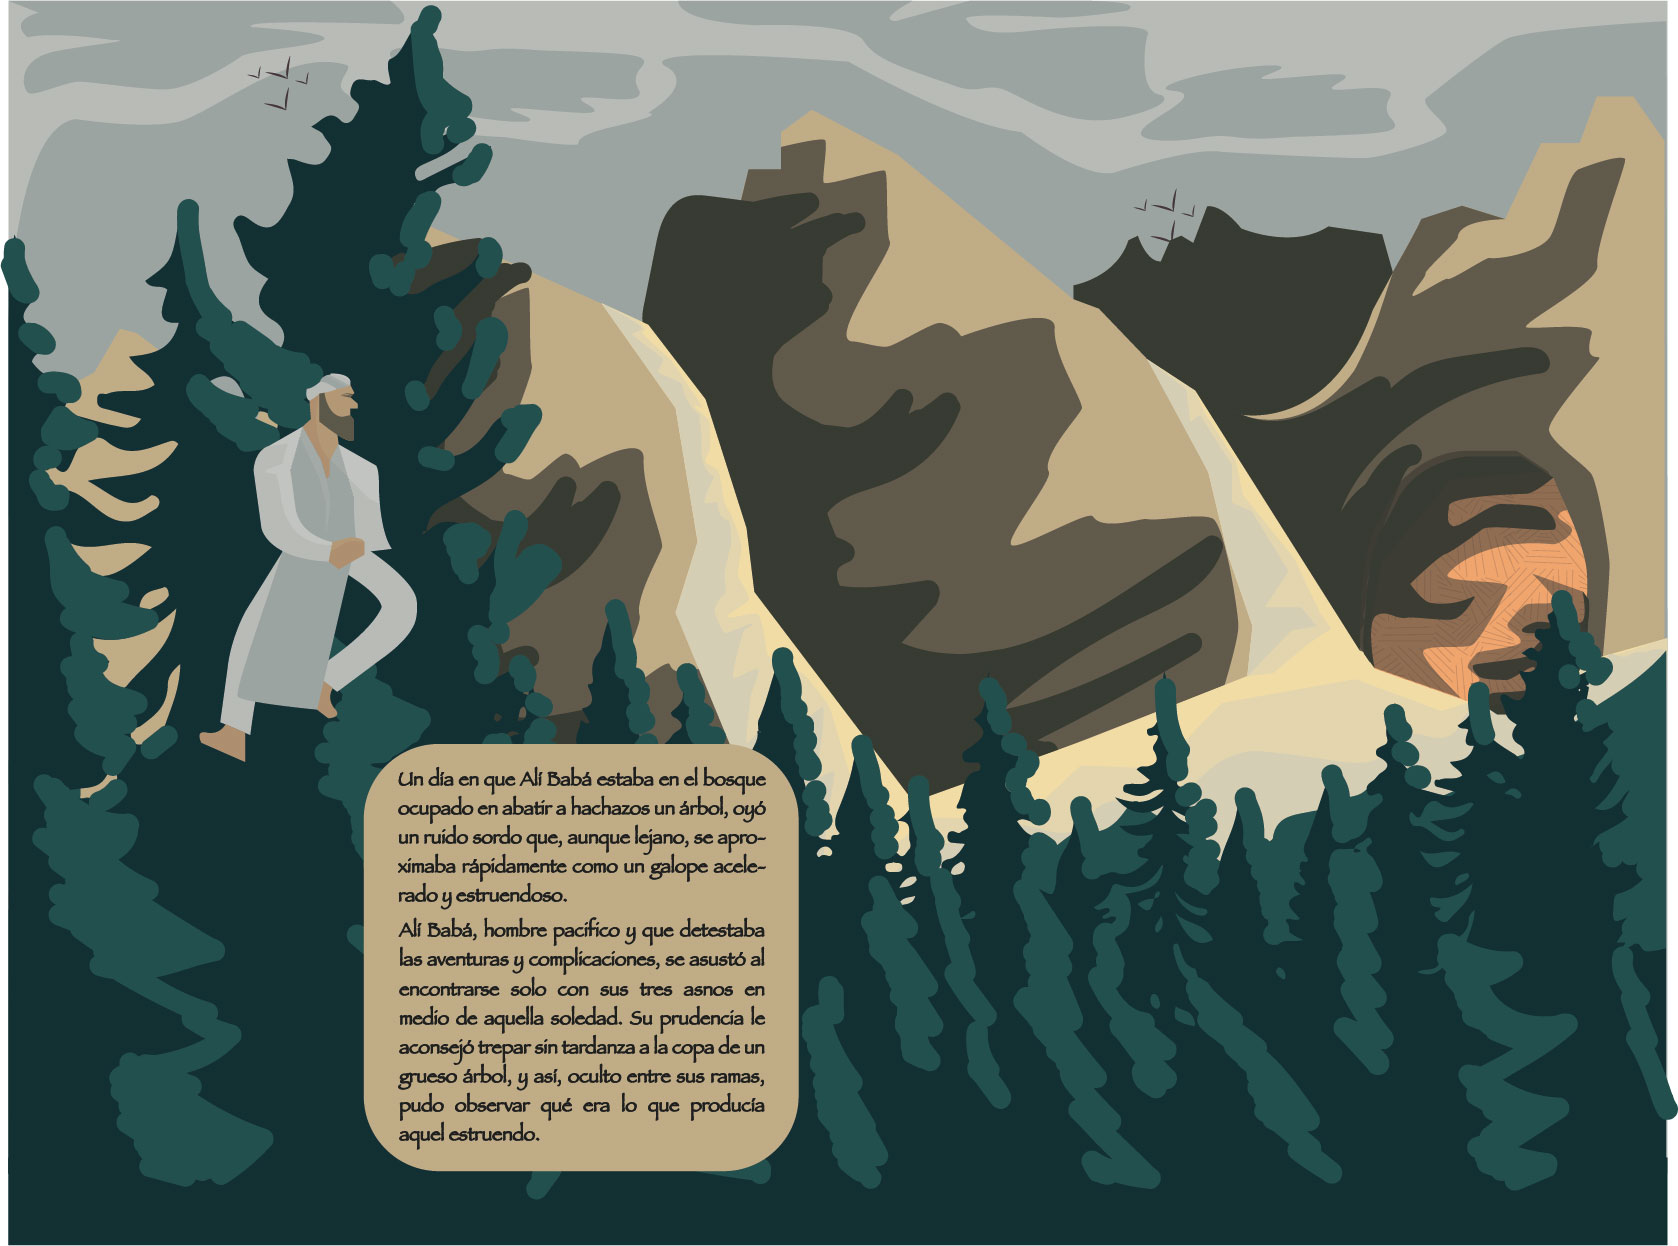 Un día en que Alí Babá estaba en el bosque
ocupado en abatir a hachazos un árbol, oyó
un ruido sordo que, aunque lejano, se apro-
ximaba rápidamente como un galope acele-
rado y estruendoso.
Alí Babá, hombre pacífico y que detestaba
las aventuras y complicaciones, se asustó al
encontrarse solo con sus tres asnos en
medio de aquella soledad. Su prudencia le
aconsejó trepar sin tardanza a la copa de un
grueso árbol, y así, oculto entre sus ramas,
pudo observar qué era lo que producía
aquel estruendo.